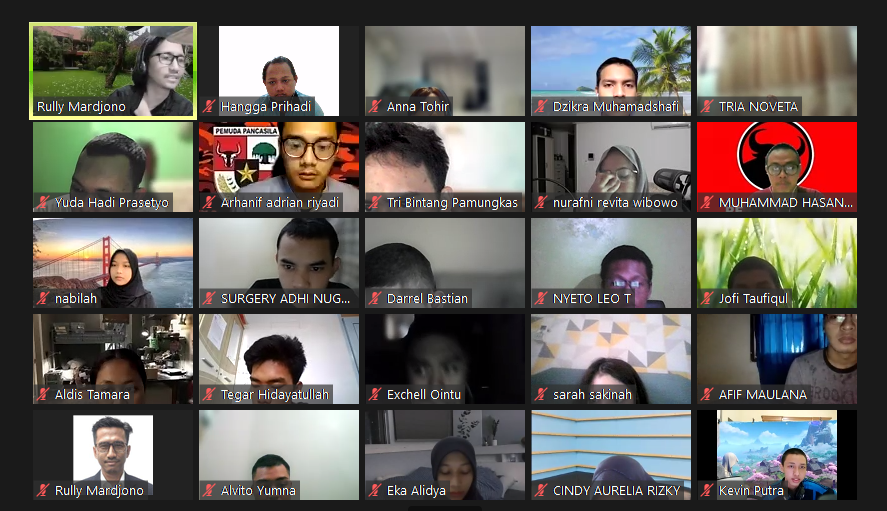 Rully Mardjono
Hangga Prihadi
Anna Tohir
Dzikra Muhamadshafi
TRIA NOVETA
Yuda Hadi Prasetyo
PEMUDA PANCASILA
Arhanif adrian riyadi
Tri Bintang Pamungkas
nurafni revita wibowo
MUHAMMAD HASAN...
nabilah
SURGERY ADHI NUG...
Darrel Bastian
NYETO LEO T
Jofi Taufiqul
Aldis Tamara
Tegar Hidayatullah
Exchell Ointu
sarah sakinah
AFIF MAULANA
Rully Mardjono
Alvito Yumna
Eka Alidya
CINDY AURELIA RIZKY
Kevin Putra